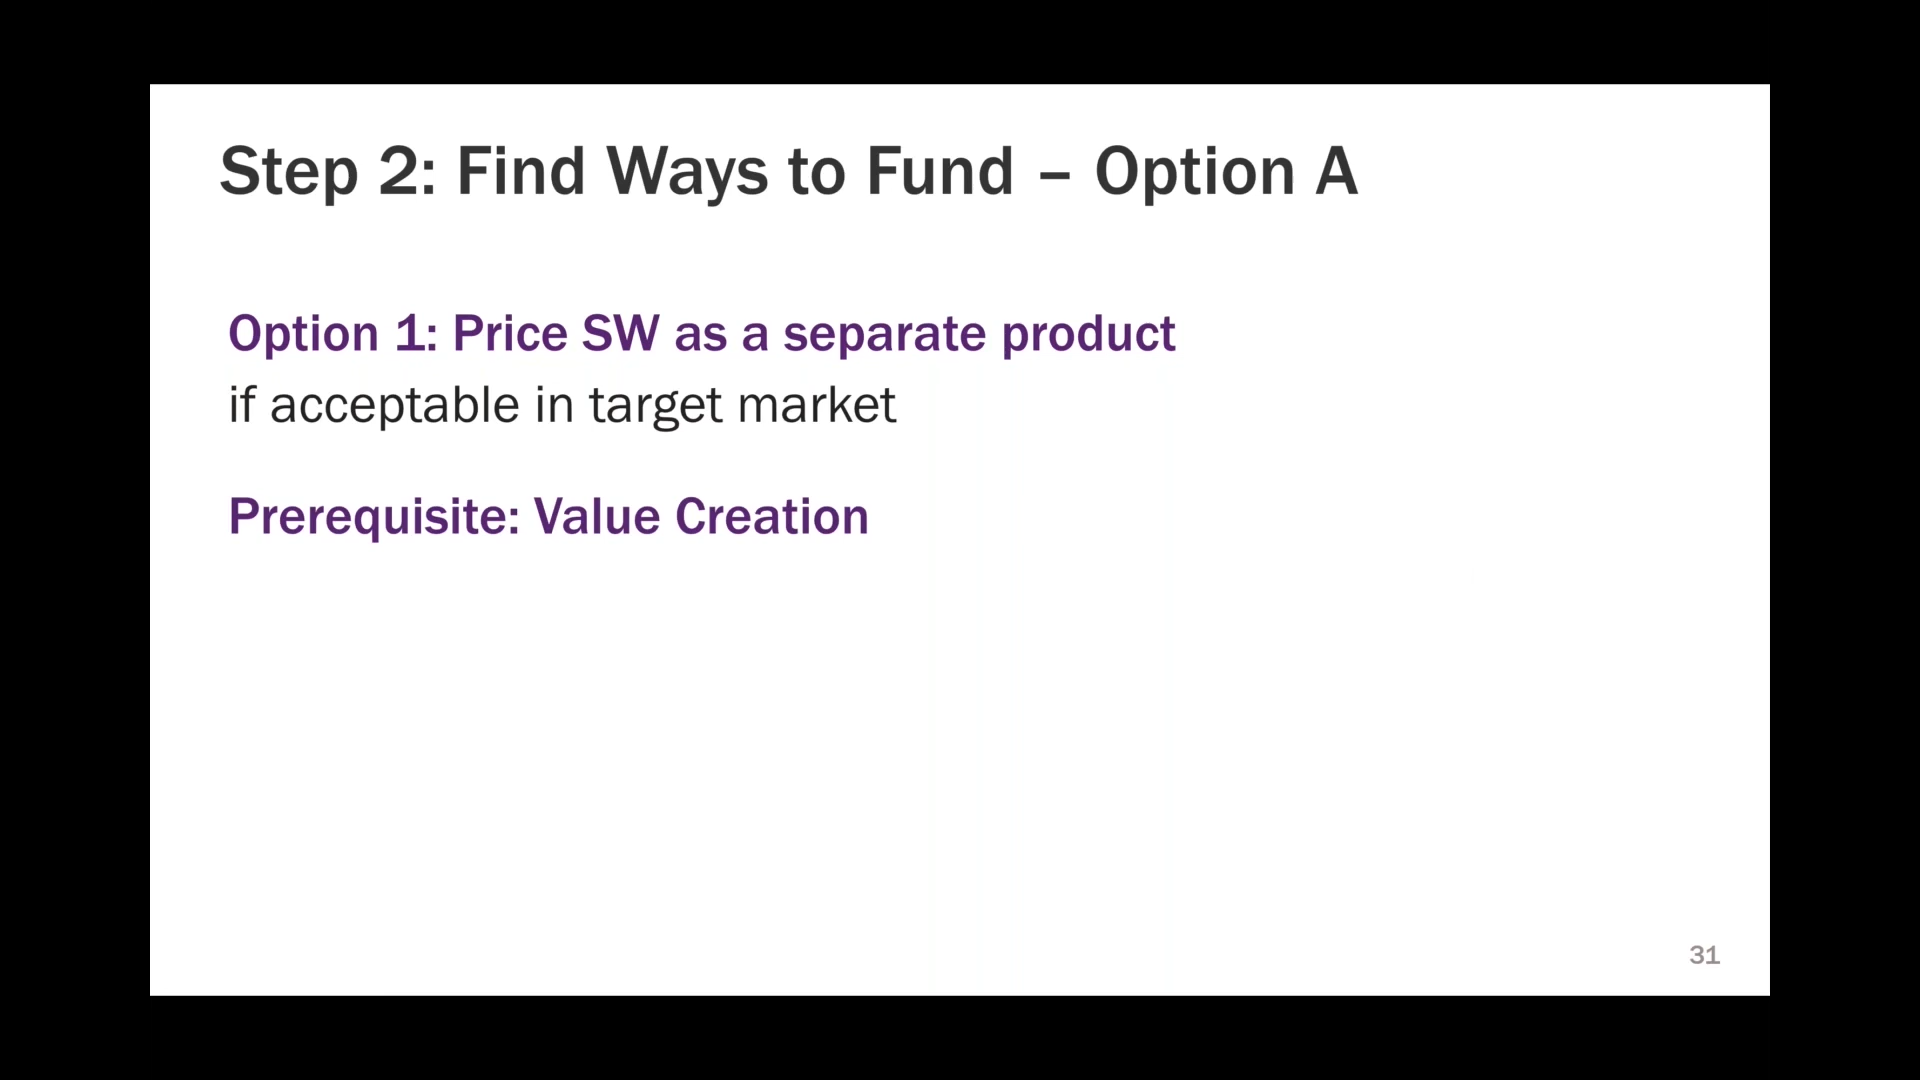 Step 2: Find Ways to Fund – Option A
Option 1: Price SW as a separate product
if acceptable in target market
Prerequisite: Value Creation
31